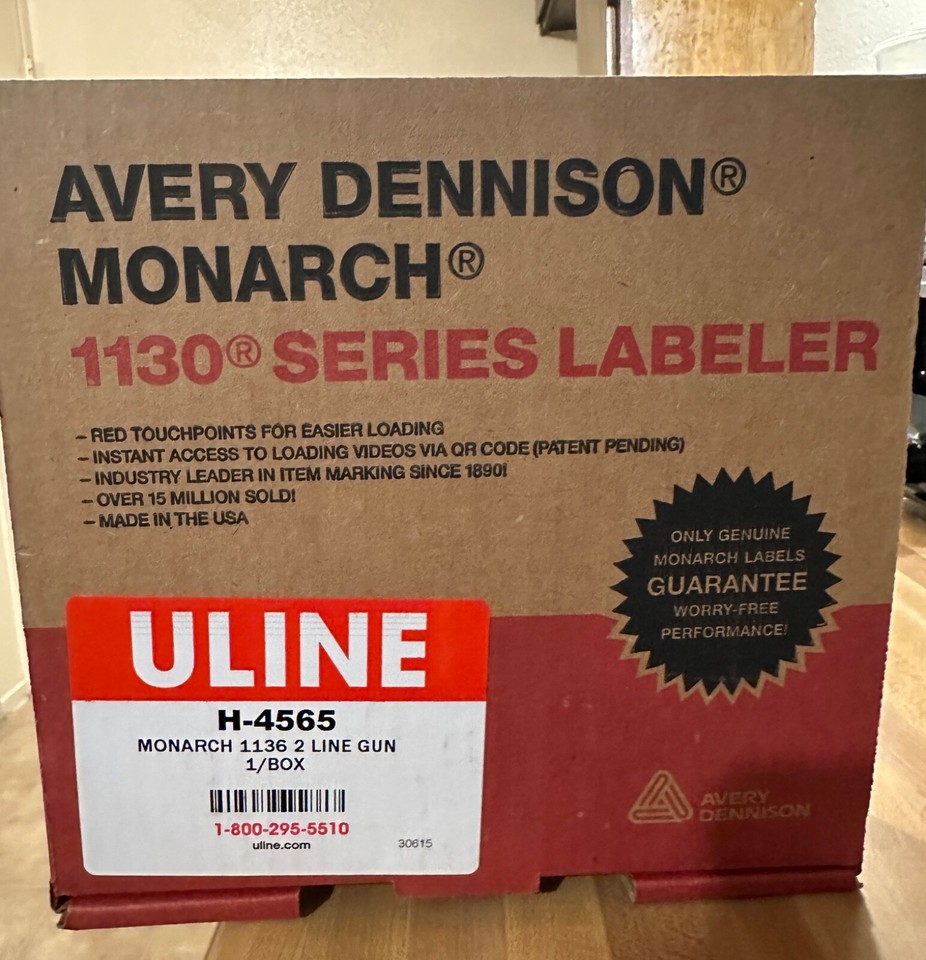 AVERY DENNISON®
MONARCH®
1130® SERIES LABELER
– RED TOUCHPOINTS FOR EASIER LOADING
– INSTANT ACCESS TO LOADING VIDEOS VIA QR CODE (PATENT PENDING)
– INDUSTRY LEADER IN ITEM MARKING SINCE 1890!
– OVER 15 MILLION SOLD!
– MADE IN THE USA
ONLY GENUINE
MONARCH LABELS
GUARANTEE
WORRY-FREE
PERFORMANCE!
ULINE
H-4565
MONARCH 1136 2 LINE GUN
1/BOX
1-800-295-5510
uline.com
30615
AVERY
DENNISON